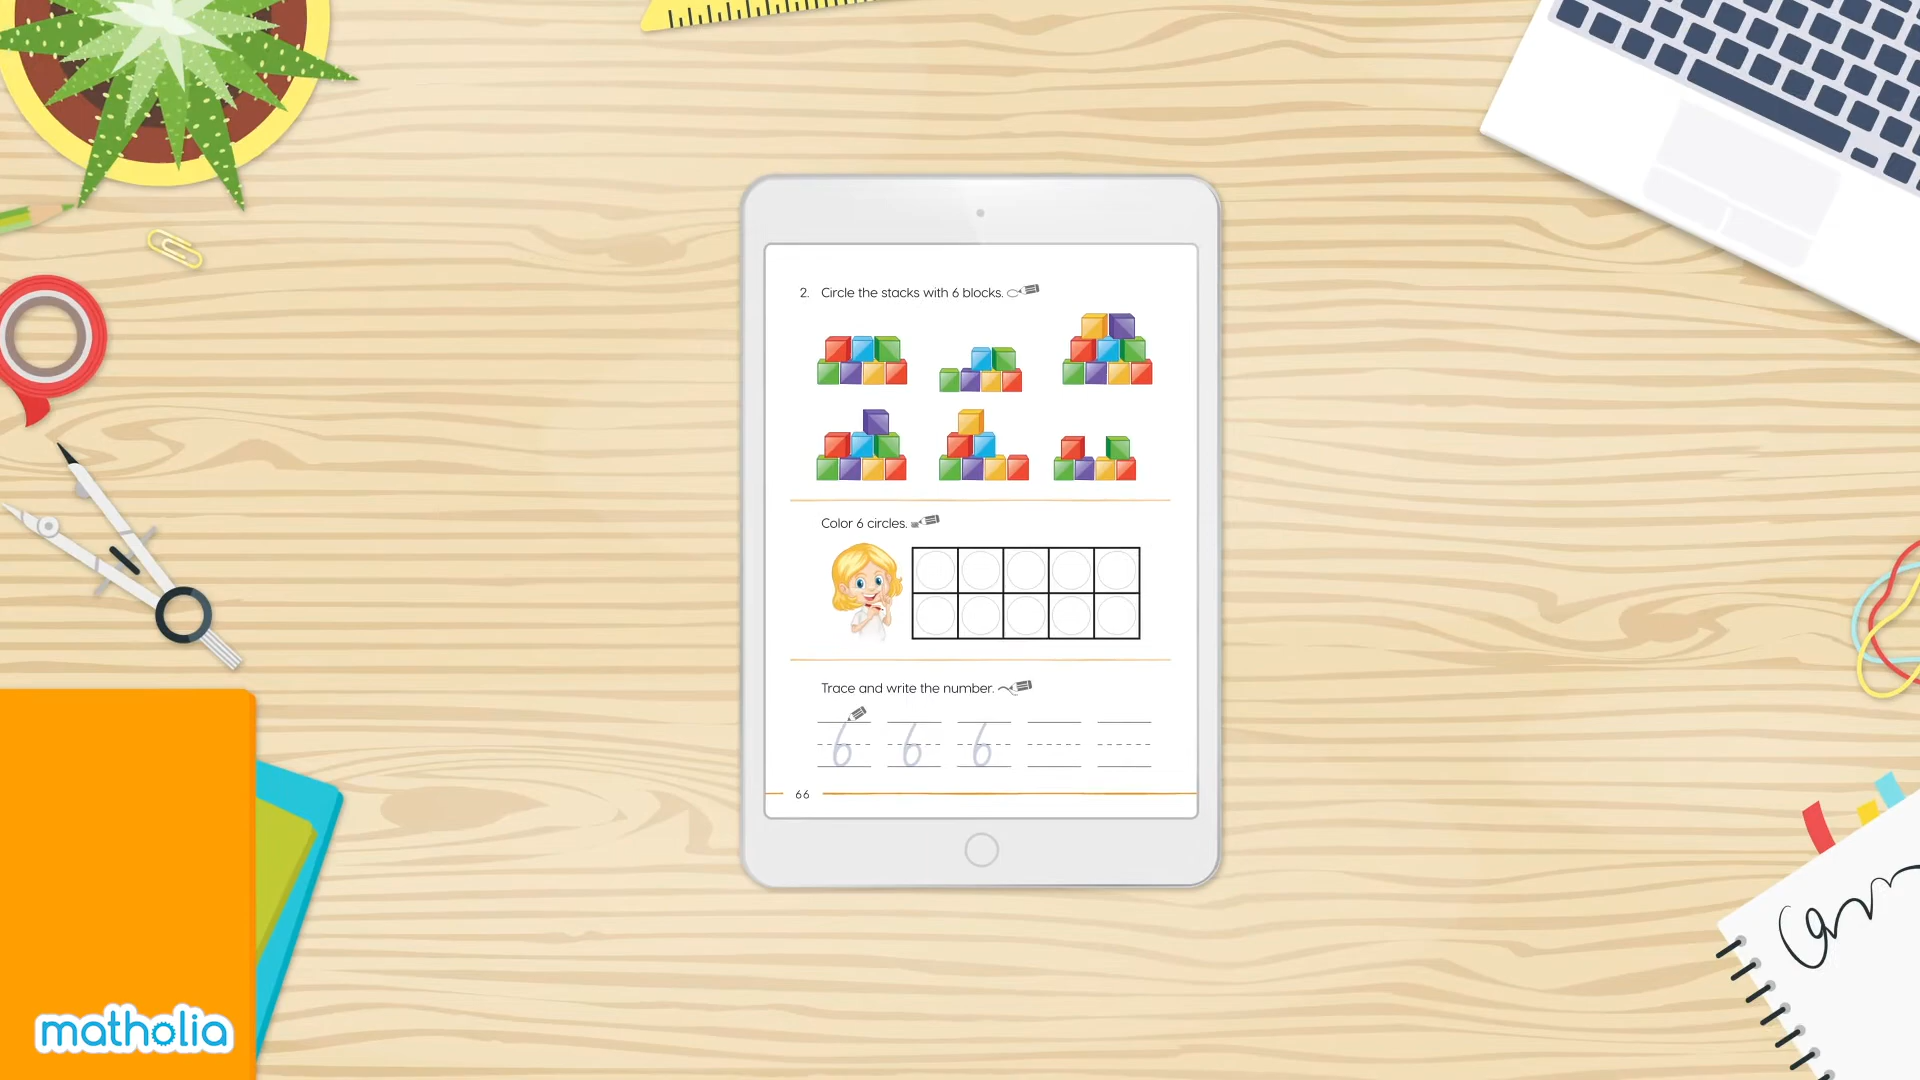 2. Circle the stacks with 6 blocks.
Color 6 circles.
Trace and write the number.
6 6 6
66
matholia